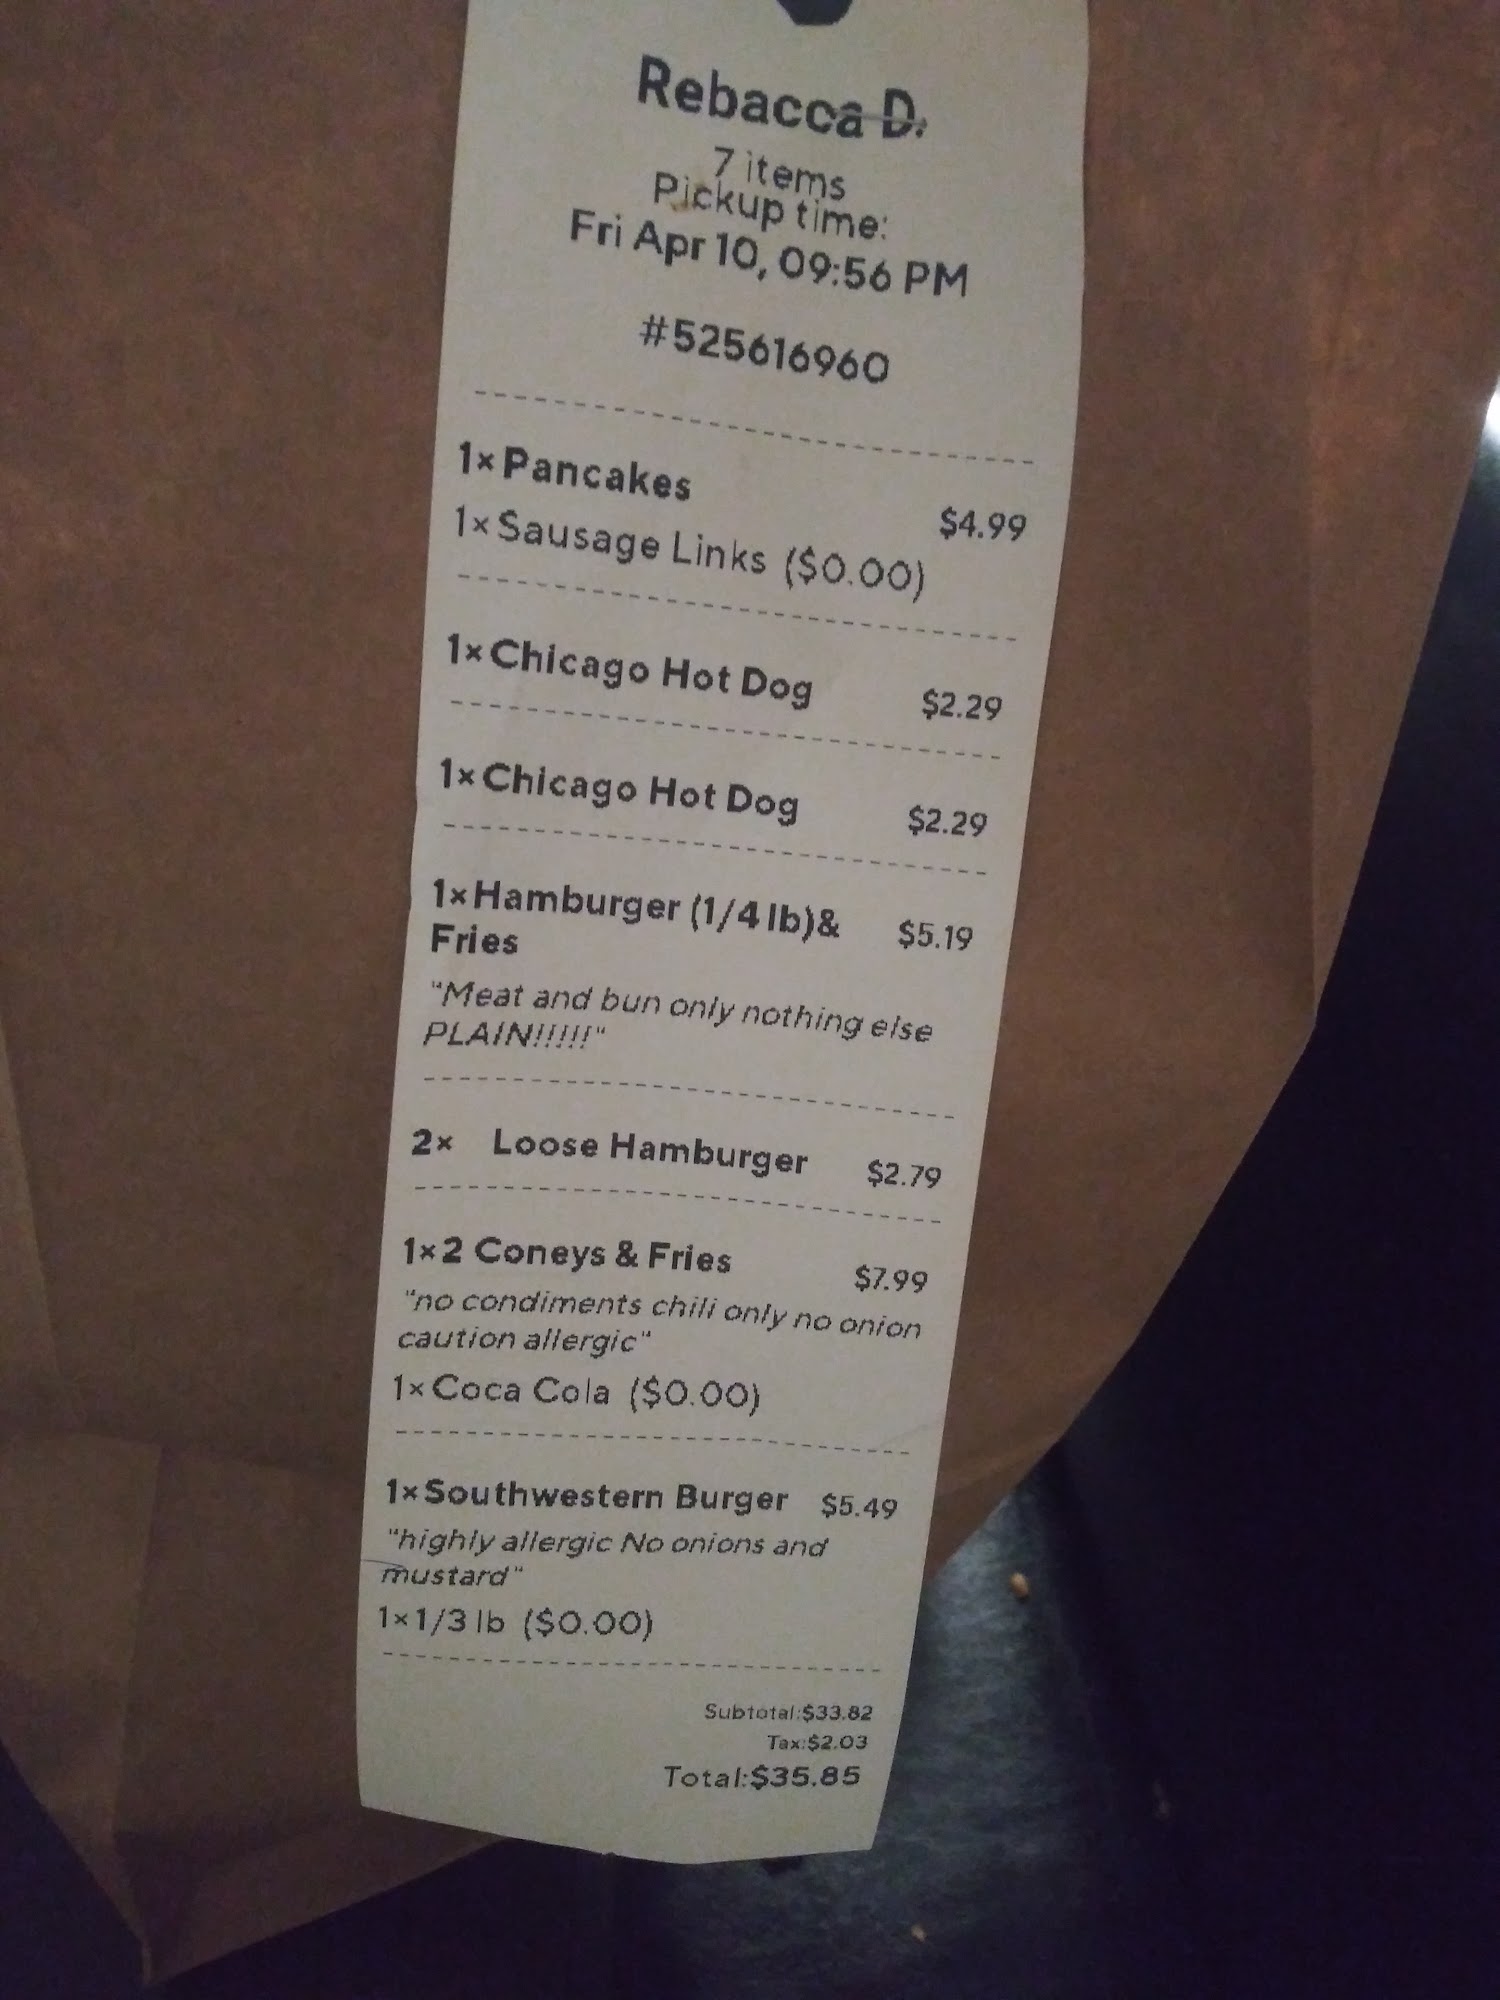 Rebacca D.
7 items
Pickup time:
Fri Apr 10, 09:56 PM
#525616960
1× Pancakes $4.99
1× Sausage Links ($0.00)
1× Chicago Hot Dog $2.29
1× Chicago Hot Dog $2.29
1× Hamburger (1/4 lb)& $5.19
Fries
"Meat and bun only nothing else
PLAIN!!!!!"
2× Loose Hamburger $2.79
1× 2 Coneys & Fries $7.99
"no condiments chili only no onion
caution allergic"
1× Coca Cola ($0.00)
1× Southwestern Burger $5.49
"highly allergic No onions and
mustard"
1× 1/3 lb ($0.00)
Subtotal:$33.82
Tax:$2.03
Total:$35.85